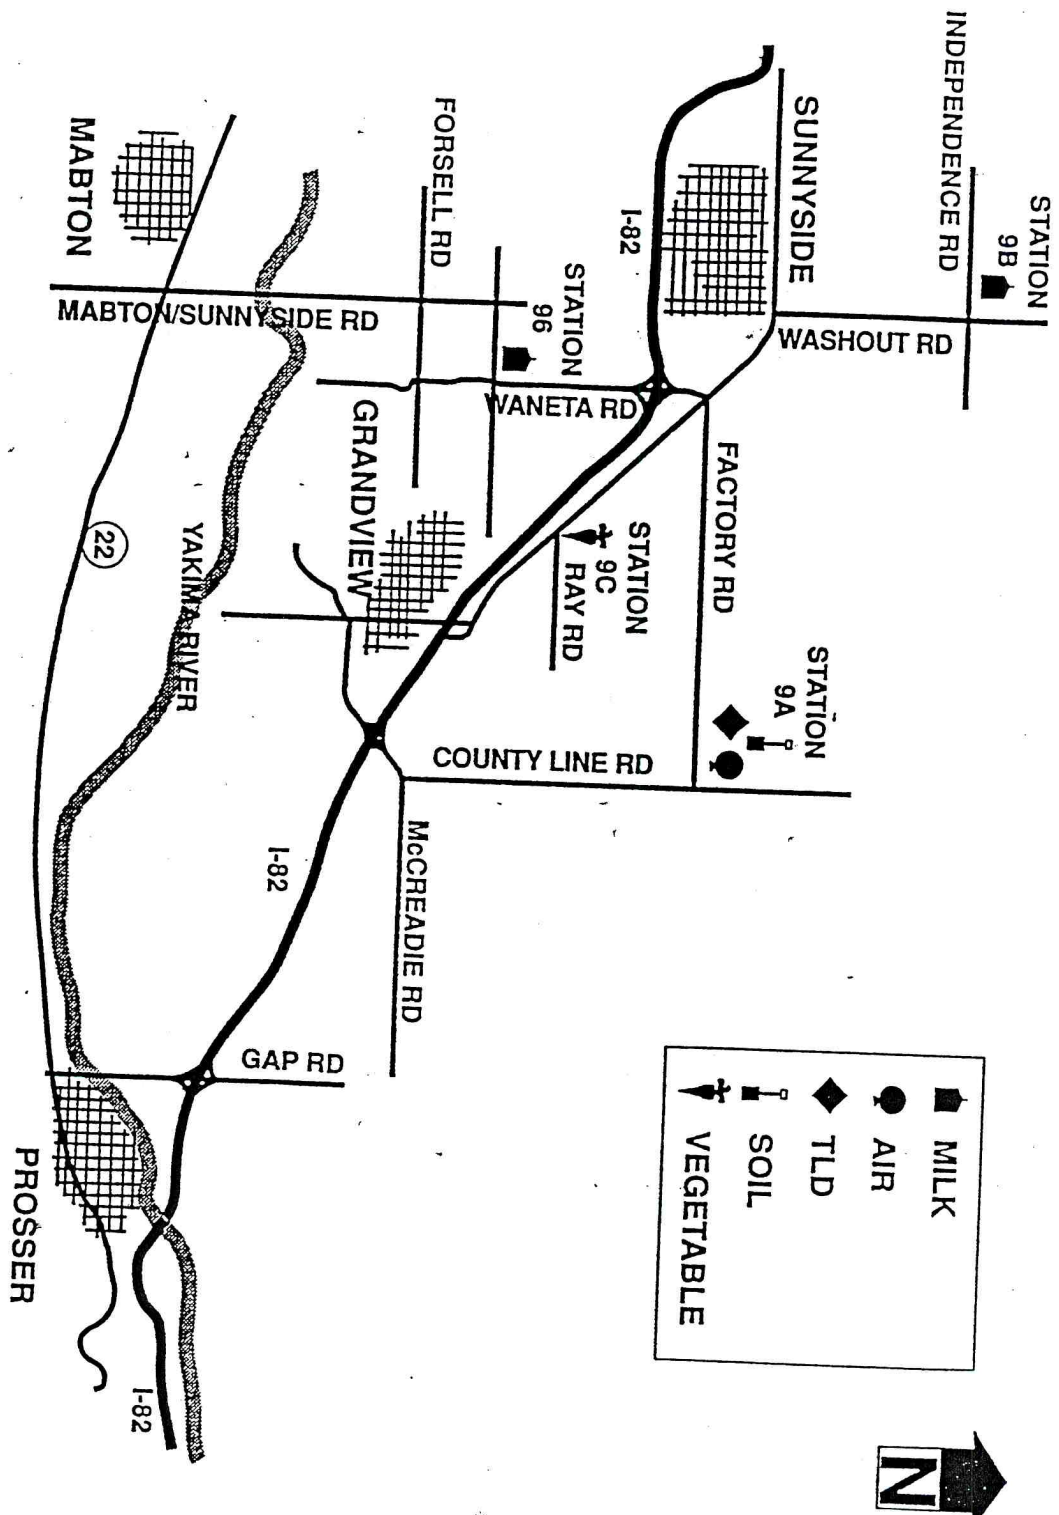 INDEPENDENCE RD
STATION
9B
SUNNYSIDE
WASHOUT RD
I-82
FORSELL RD
STATION
96
MABTON
MABTON/SUNNYSIDE RD
WANETA RD
GRANDVIEW
FACTORY RD
STATION
9C
RAY RD
22
YAKIMA RIVER
STATION
9A
COUNTY LINE RD
I-82
McCREADIE RD
GAP RD
PROSSER
I-82
MILK
AIR
TLD
SOIL
VEGETABLE
N